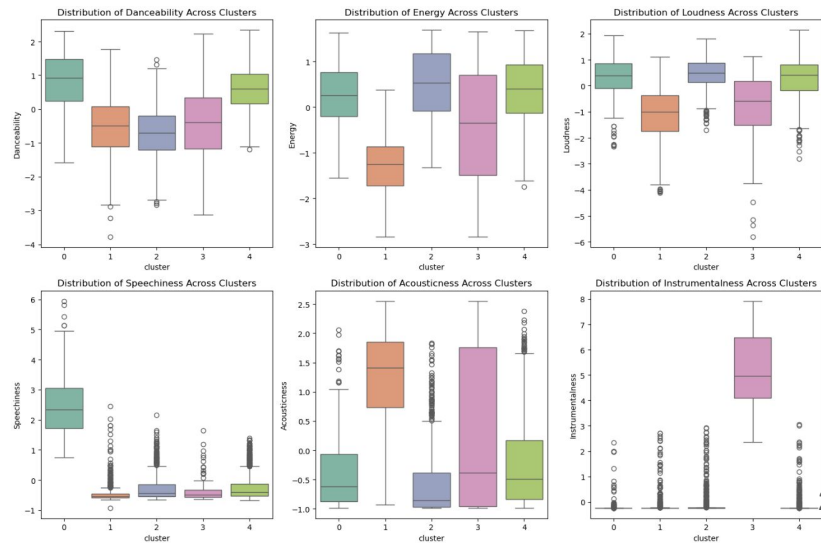 Distribution of Danceability Across Clusters
Danceability
2
1
0
−1
−2
−3
−4
0 1 2 3 4
cluster
Distribution of Energy Across Clusters
Energy
1
0
−1
−2
−3
0 1 2 3 4
cluster
Distribution of Loudness Across Clusters
Loudness
2
1
0
−1
−2
−3
−4
−5
−6
0 1 2 3 4
cluster
Distribution of Speechiness Across Clusters
Speechiness
6
5
4
3
2
1
0
−1
0 1 2 3 4
cluster
Distribution of Acousticness Across Clusters
Acousticness
2.5
2.0
1.5
1.0
0.5
0.0
−0.5
−1.0
0 1 2 3 4
cluster
Distribution of Instrumentalness Across Clusters
Instrumentalness
8
7
6
5
4
3
2
1
0
0 1 2 3 4
cluster